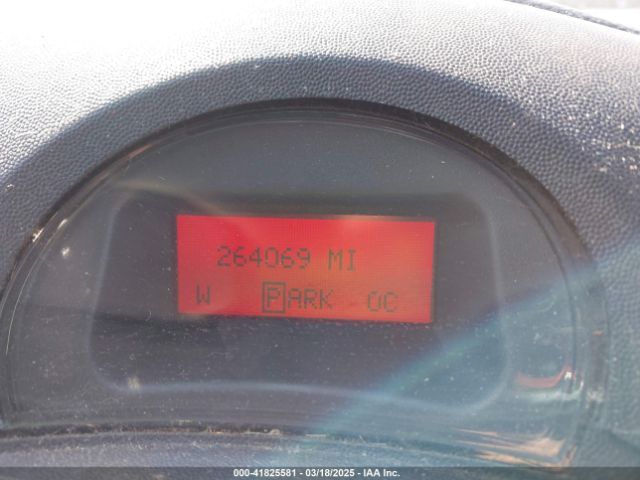 264069 MI
W PARK OC
000-41825581 - 03/18/2025 - IAA Inc.